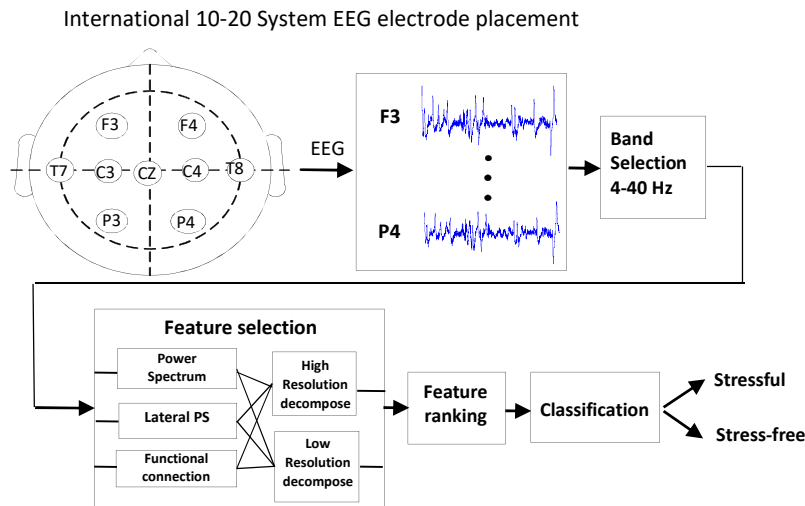 International 10-20 System EEG electrode placement
F3
F4
T7
C3
CZ
C4
T8
P3
P4
EEG
F3
P4
Band
Selection
4-40 Hz
Feature selection
Power
Spectrum
Lateral PS
Functional
connection
High
Resolution
decompose
Low
Resolution
decompose
Feature
ranking
Classification
Stressful
Stress-free